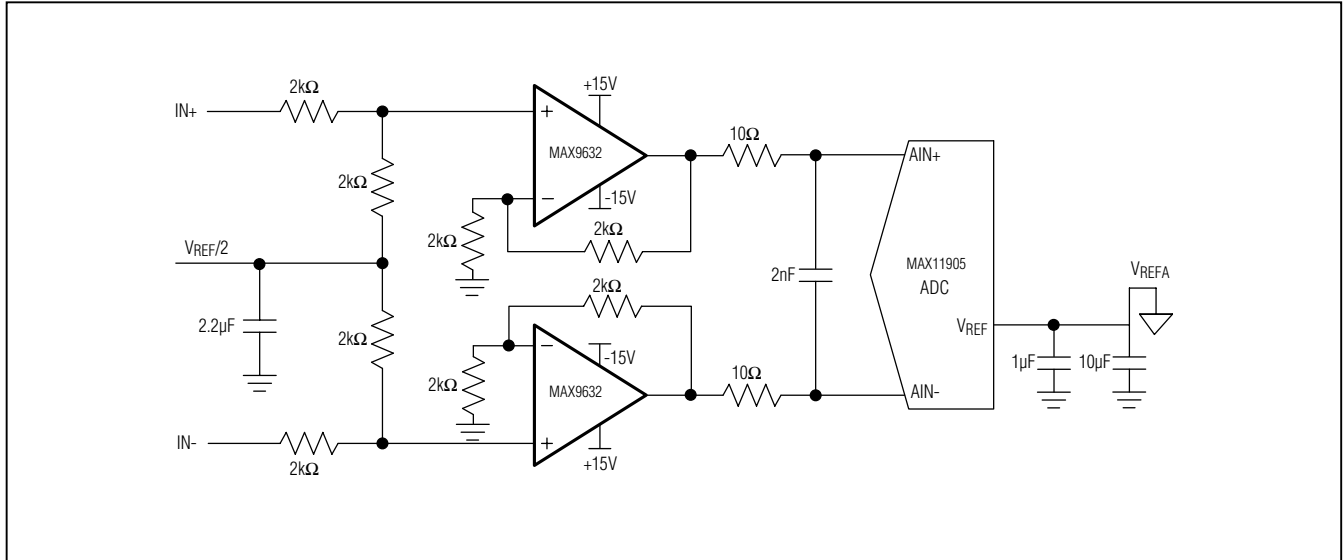 +15V
2kΩ
IN+
+
10Ω
MAX9632
AIN+
2kΩ
-
-15V
2kΩ
2kΩ
VREF/2
VREFA
MAX11905
ADC
2nF
2kΩ
2.2µF
VREF
2kΩ
-
-15V
1µF
10µF
10Ω
2kΩ
MAX9632
AIN-
IN-
+
2kΩ
+15V